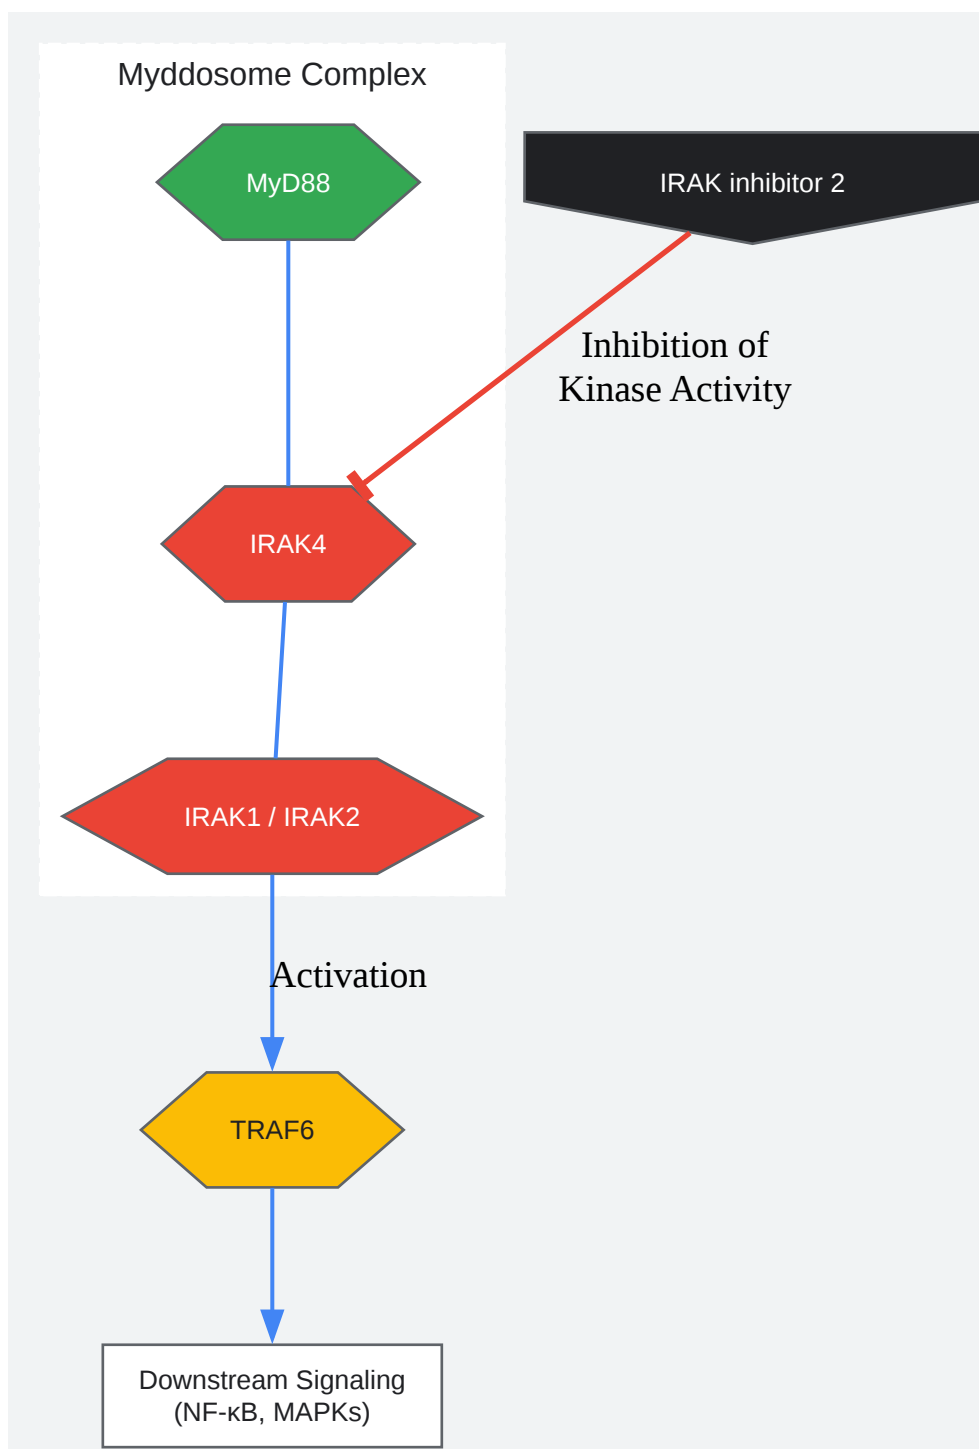 Myddosome Complex
MyD88
IRAK inhibitor 2
Inhibition of
Kinase Activity
IRAK4
IRAK1 / IRAK2
Activation
TRAF6
Downstream Signaling
(NF-κB, MAPKs)